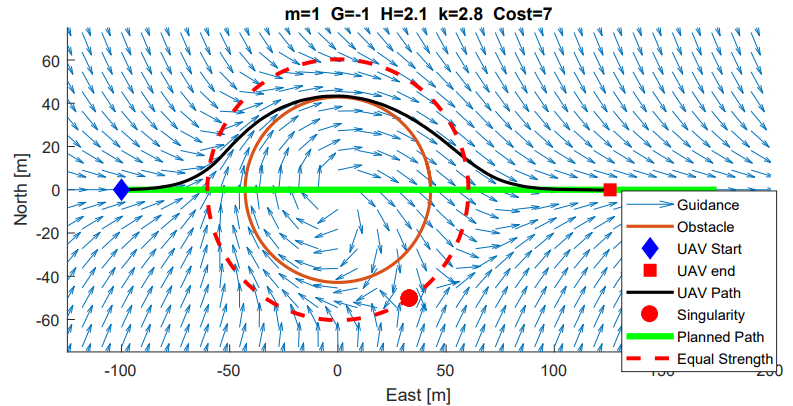 m=1 G=-1 H=2.1 k=2.8 Cost=7
North [m]
60
40
20
0
-20
-40
-60
Guidance
Obstacle
UAV Start
UAV end
UAV Path
Singularity
Planned Path
Equal Strength
-100
-50
0
50
100
200
East [m]